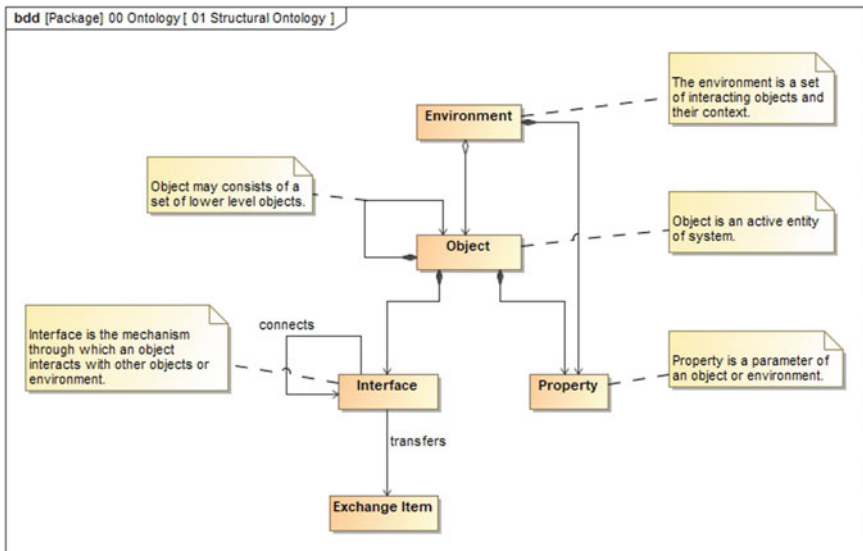 bdd [Package] 00 Ontology [ 01 Structural Ontology ]
The environment is a set
of interacting objects and
their context.
Environment
Object may consists of a
set of lower level objects.
Object is an active entity
of system.
Object
Interface is the mechanism
through which an object
interacts with other objects or
environment.
connects
Property is a parameter of
an object or environment.
Interface
Property
transfers
Exchange Item